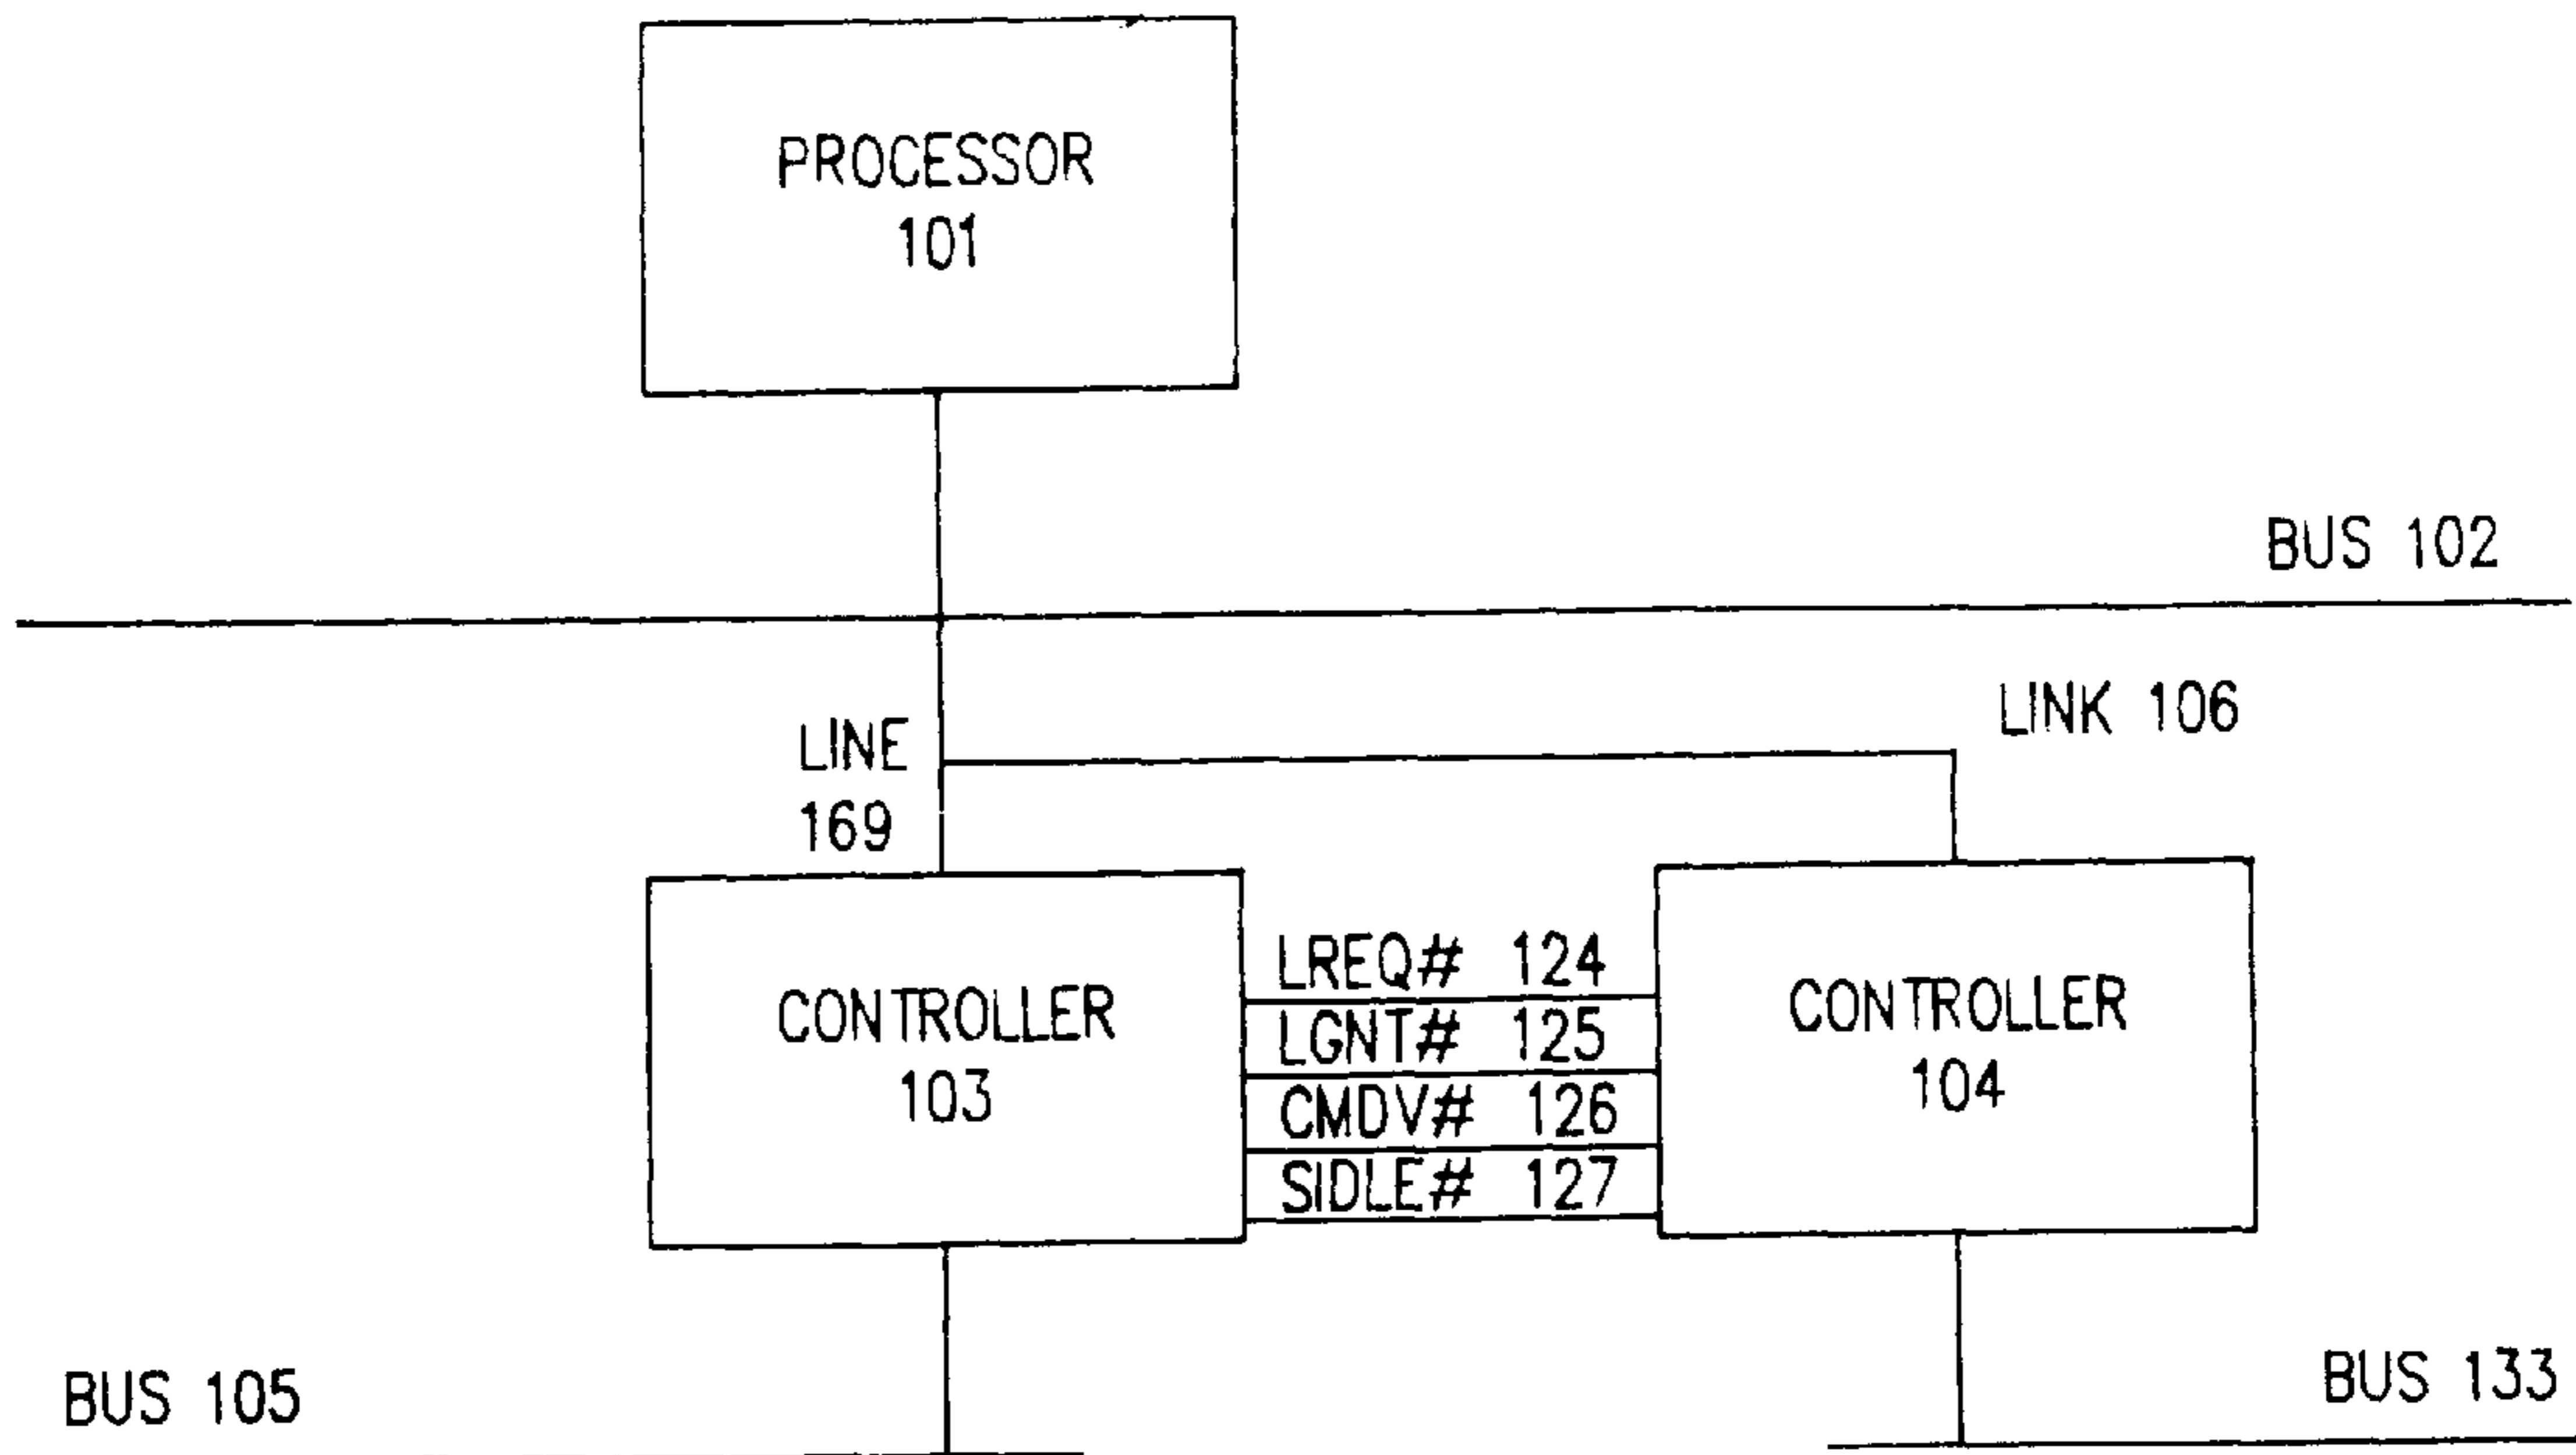 PROCESSOR
101
BUS 102
LINK 106
LINE
169
CONTROLLER
103
LREQ# 124
LGNT# 125
CMDV# 126
SIDLE# 127
CONTROLLER
104
BUS 105
BUS 133